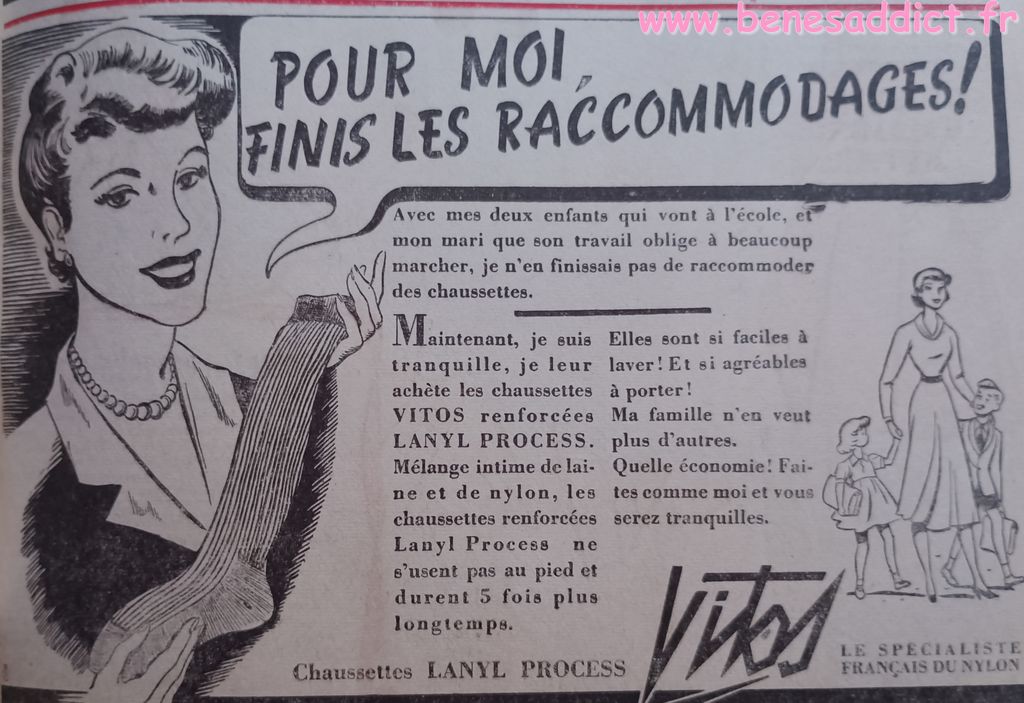 www.benesaddict.fr
POUR MOI,
FINIS LES RACCOMMODAGES!
Avec mes deux enfants qui vont à l'école, et
mon mari que son travail oblige à beaucoup
marcher, je n'en finissais pas de raccommoder
des chaussettes.
Maintenant, je suis
tranquille, je leur
achète les chaussettes
VITOS renforcées
LANYL PROCESS.
Mélange intime de lai-
ne et de nylon, les
chaussettes renforcées
Lanyl Process ne
s'usent pas au pied et
durent 5 fois plus
longtemps.
Elles sont si faciles à
laver! Et si agréables
à porter!
Ma famille n'en veut
plus d'autres.
Quelle économie! Fai-
tes comme moi et vous
serez tranquilles.
Chaussettes LANYL PROCESS
Vitos
LE SPÉCIALISTE
FRANÇAIS DU NYLON